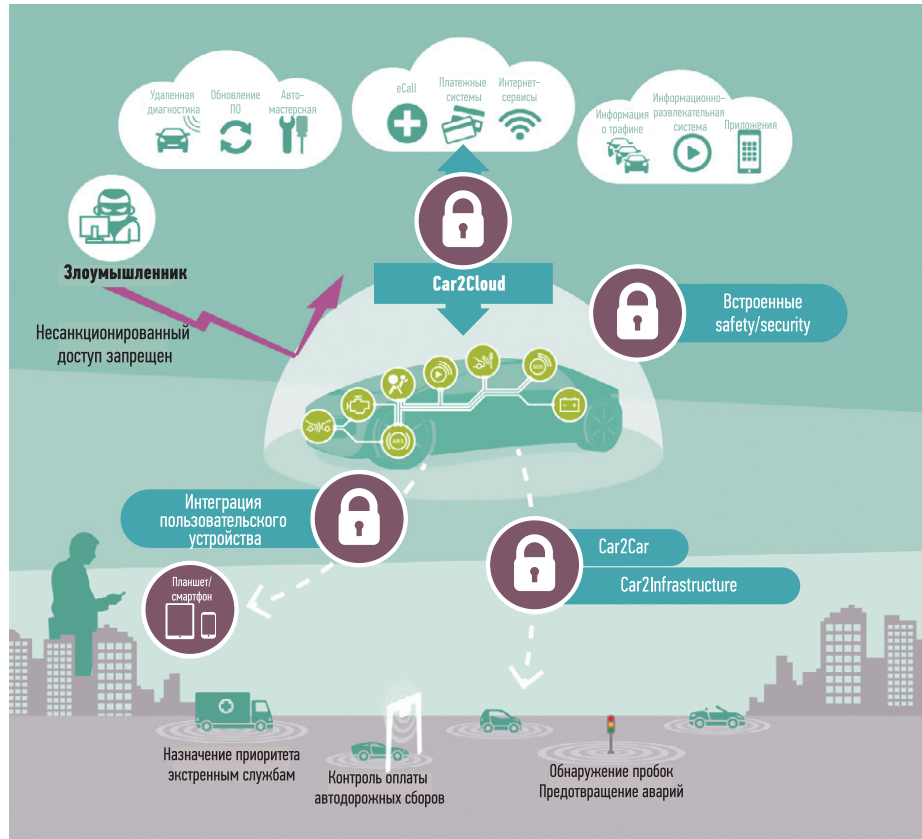 Удаленная
диагностика
Обновление
ПО
Авто-
мастерская
eCall
Платежные
системы
Интернет-
сервисы
Информация
о трафике
Информационно-
развлекательная
система
Приложения
Злоумышленник
Несанкционированный
доступ запрещен
Car2Cloud
Встроенные
safety/security
SOS
ABS
Интеграция
пользовательского
устройства
Планшет/
смартфон
Car2Car
Car2Infrastructure
Назначение приоритета
экстренным службам
Контроль оплаты
автодорожных сборов
Обнаружение пробок
Предотвращение аварий